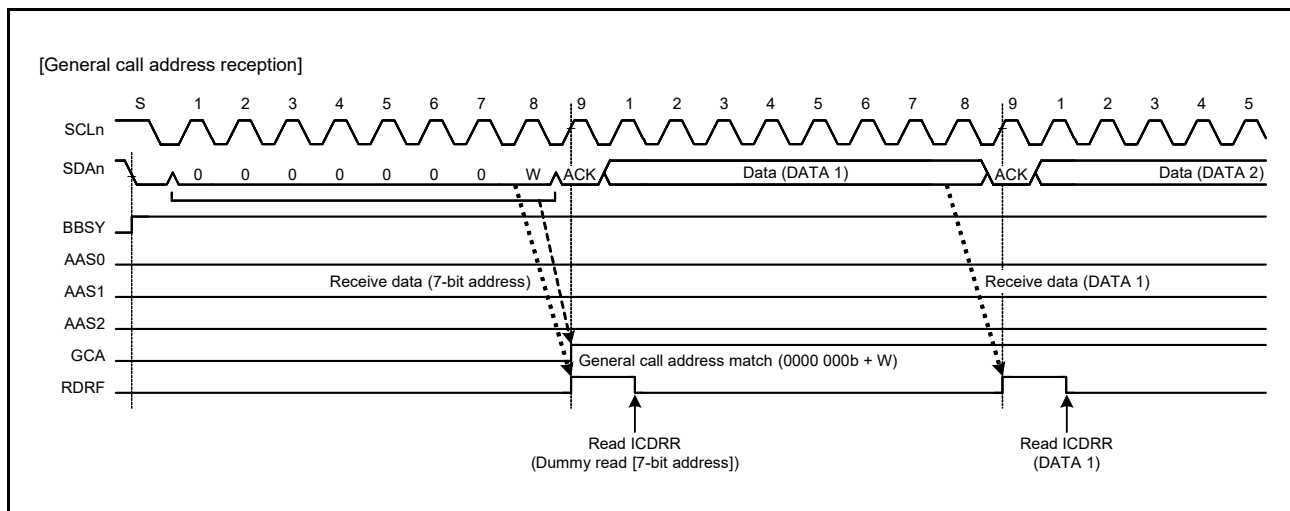 [General call address reception]
S 1 2 3 4 5 6 7 8 9 1 2 3 4 5 6 7 8 9 1 2 3 4 5
SCLn
SDAn 0 0 0 0 0 0 0 W ACK Data (DATA 1) ACK Data (DATA 2)
BBSY
AAS0
Receive data (7-bit address) Receive data (DATA 1)
AAS1
AAS2
GCA General call address match (0000 000b + W)
RDRF
Read ICDRR Read ICDRR
(Dummy read [7-bit address]) (DATA 1)